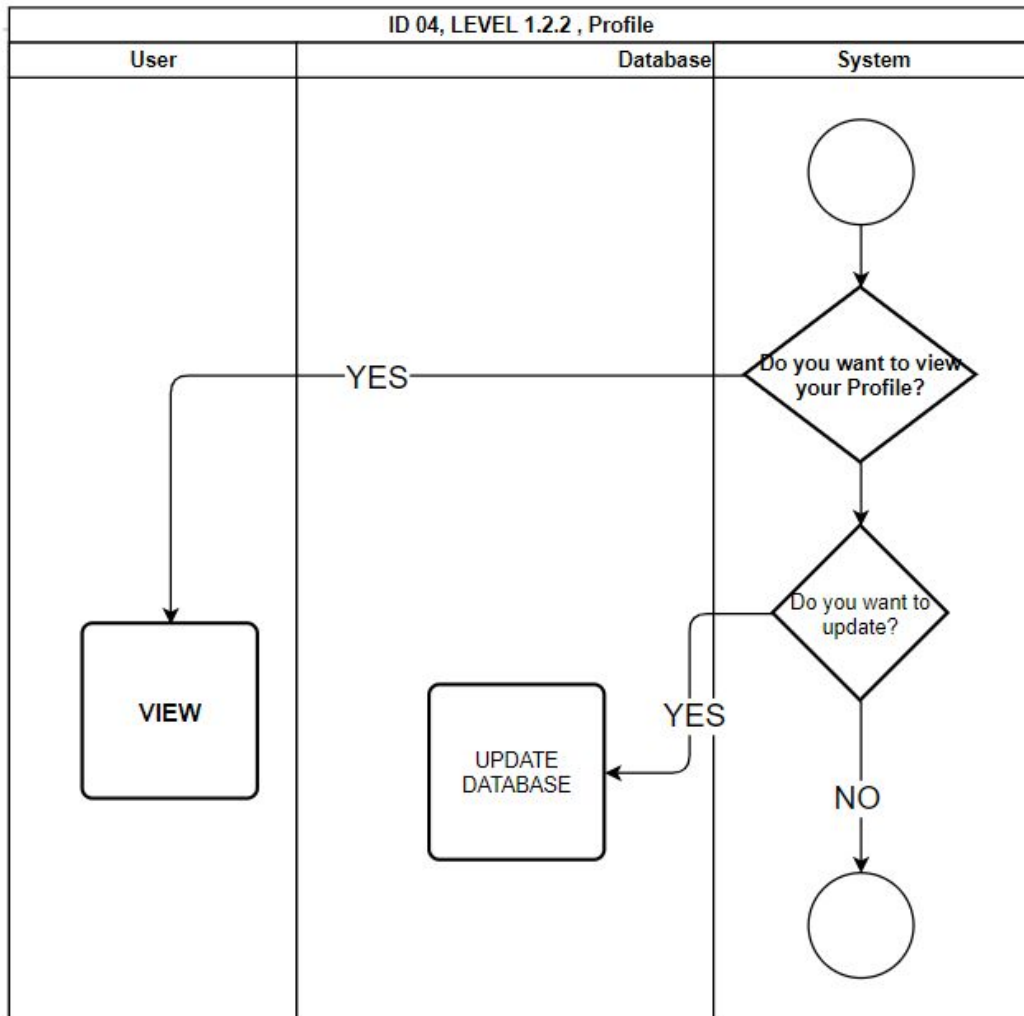 ID 04, LEVEL 1.2.2 , Profile
User
Database
System
Do you want to view
your Profile?
YES
Do you want to
update?
VIEW
YES
UPDATE
DATABASE
NO